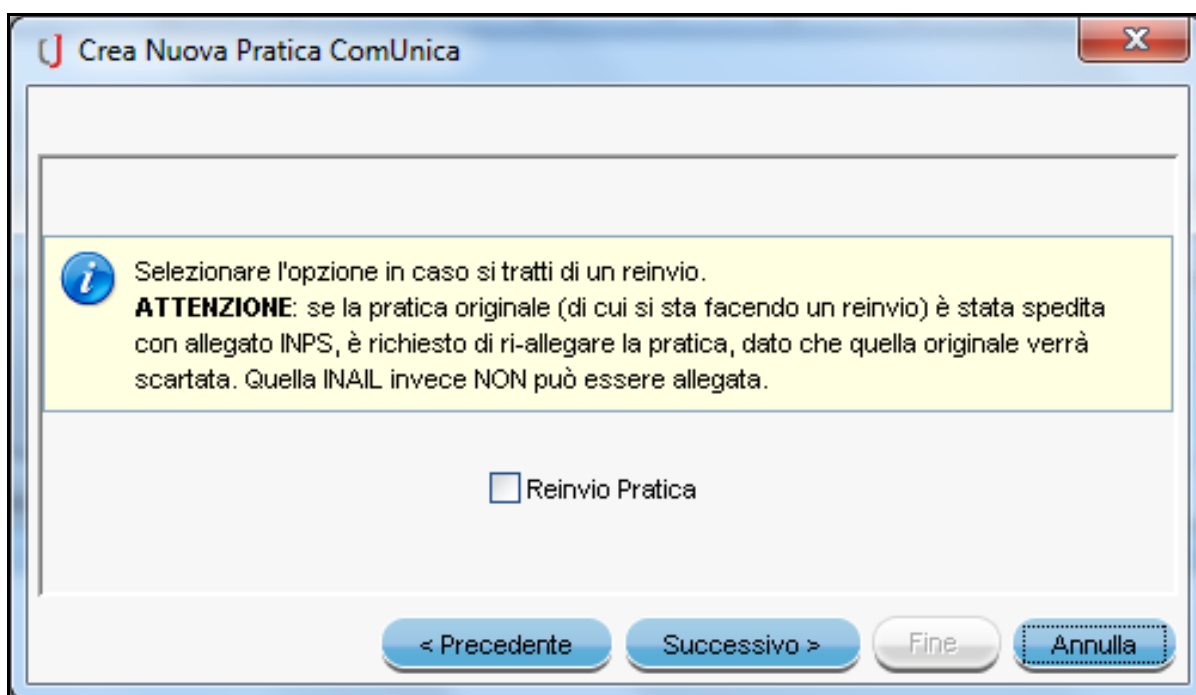 Crea Nuova Pratica ComUnica
Selezionare l'opzione in caso si tratti di un reinvio.
ATTENZIONE: se la pratica originale (di cui si sta facendo un reinvio) è stata spedita
con allegato INPS, è richiesto di ri-allegare la pratica, dato che quella originale verrà
scartata. Quella INAIL invece NON può essere allegata.
Reinvio Pratica
< Precedente Successivo > Fine Annulla